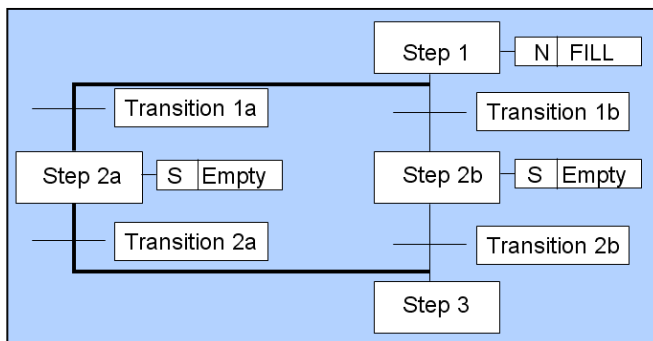 Step 1
N FILL
Transition 1a
Transition 1b
Step 2a
S Empty
Step 2b
S Empty
Transition 2a
Transition 2b
Step 3